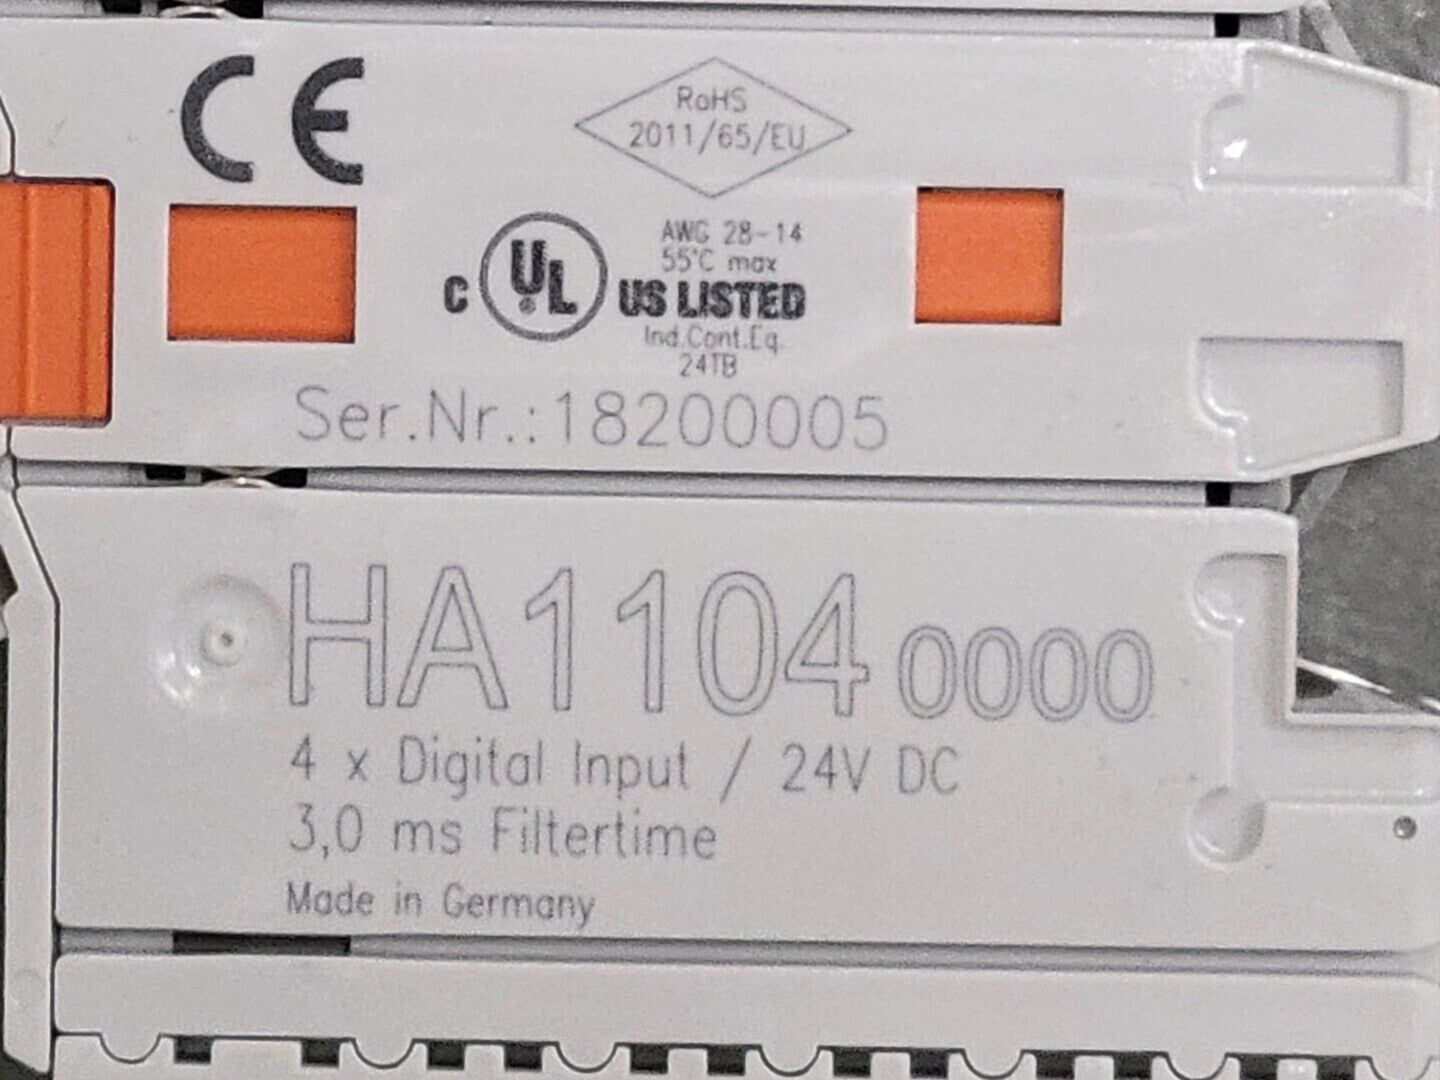 CE
RoHS
2011/65/EU
AWG 28-14
55°C max
c UL ® US LISTED
Ind.Cont.Eq.
24TB
Ser.Nr.:18200005
HA1104 0000
4 x Digital Input / 24V DC
3,0 ms Filtertime
Made in Germany